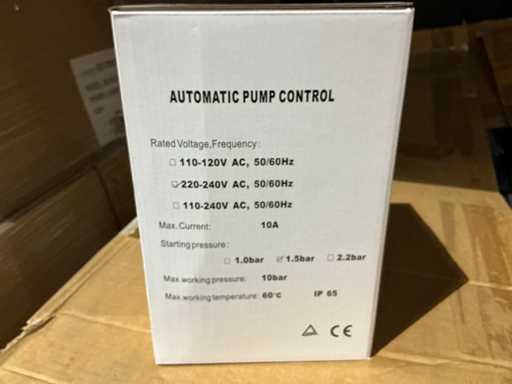 AUTOMATIC PUMP CONTROL
Rated Voltage,Frequency:
☐ 110-120V AC, 50/60Hz
☑ 220-240V AC, 50/60Hz
☐ 110-240V AC, 50/60Hz
Max.Current: 10A
Starting pressure:
☐ 1.0bar ☑ 1.5bar ☐ 2.2bar
Max.working pressure: 10bar
Max.working temperature: 60°C IP 65
CE